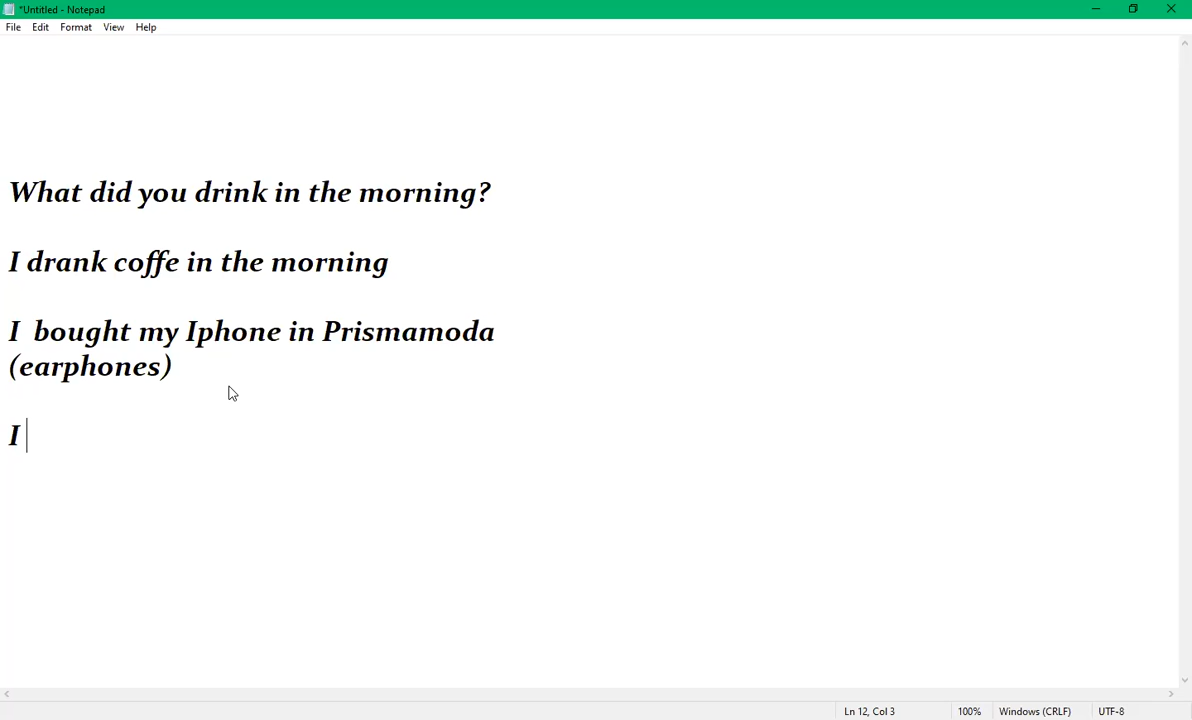 *Untitled - Notepad
File Edit Format View Help
What did you drink in the morning?
I drank coffe in the morning
I  bought my Iphone in Prismamoda
(earphones)
I
Ln 12, Col 3 100% Windows (CRLF) UTF-8